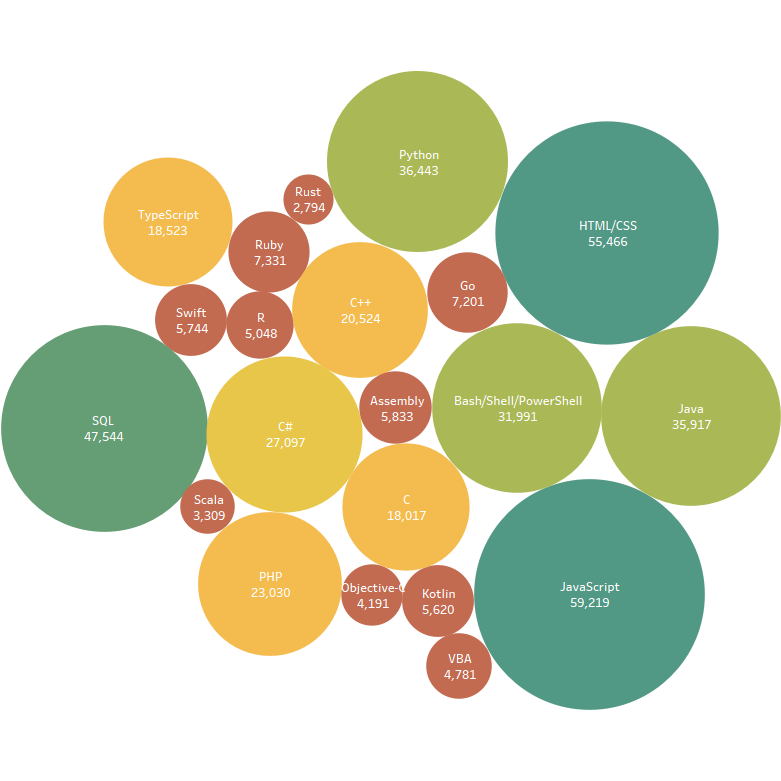 Python
36,443
Rust
2,794
TypeScript
18,523
HTML/CSS
55,466
Ruby
7,331
Go
7,201
C++
20,524
Swift
5,744
R
5,048
Assembly
5,833
Bash/Shell/PowerShell
31,991
Java
35,917
SQL
47,544
C#
27,097
Scala
3,309
C
18,017
PHP
23,030
Objective-C
4,191
Kotlin
5,620
JavaScript
59,219
VBA
4,781